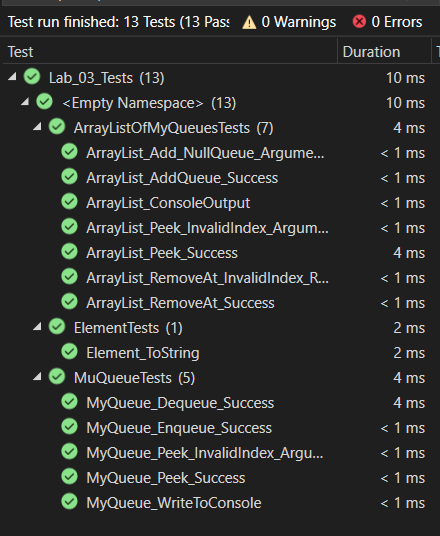 Test run finished: 13 Tests (13 Pass 0 Warnings 0 Errors
Test Duration
Lab_03_Tests (13) 10 ms
<Empty Namespace> (13) 10 ms
ArrayListOfMyQueuesTests (7) 4 ms
ArrayList_Add_NullQueue_Argume... < 1 ms
ArrayList_AddQueue_Success < 1 ms
ArrayList_ConsoleOutput < 1 ms
ArrayList_Peek_InvalidIndex_Argum... < 1 ms
ArrayList_Peek_Success 4 ms
ArrayList_RemoveAt_InvalidIndex_R... < 1 ms
ArrayList_RemoveAt_Success < 1 ms
ElementTests (1) 2 ms
Element_ToString 2 ms
MuQueueTests (5) 4 ms
MyQueue_Dequeue_Success 4 ms
MyQueue_Enqueue_Success < 1 ms
MyQueue_Peek_InvalidIndex_Argu... < 1 ms
MyQueue_Peek_Success < 1 ms
MyQueue_WriteToConsole < 1 ms